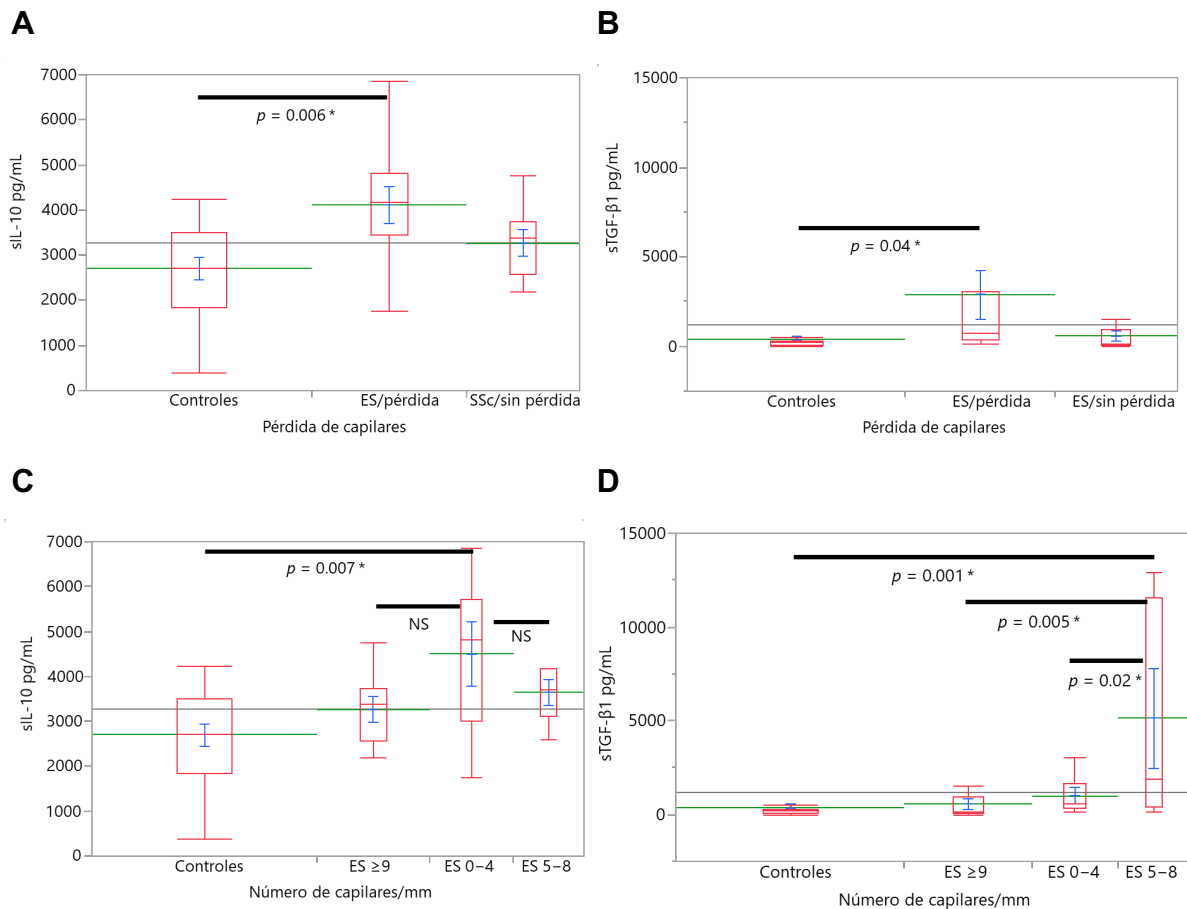 A
7000
6000
5000
4000
3000
2000
1000
0
sIL-10 pg/mL
p = 0.006 *
Controles
ES/pérdida
SSc/sin pérdida
Pérdida de capilares
B
15000
10000
5000
0
sTGF-β1 pg/mL
p = 0.04 *
Controles
ES/pérdida
ES/sin pérdida
Pérdida de capilares
C
7000
6000
5000
4000
3000
2000
1000
0
sIL-10 pg/mL
p = 0.007 *
NS
NS
Controles
ES ≥9
ES 0–4
ES 5–8
Número de capilares/mm
D
15000
10000
5000
0
sTGF-β1 pg/mL
p = 0.001 *
p = 0.005 *
p = 0.02 *
Controles
ES ≥9
ES 0–4
ES 5–8
Número de capilares/mm